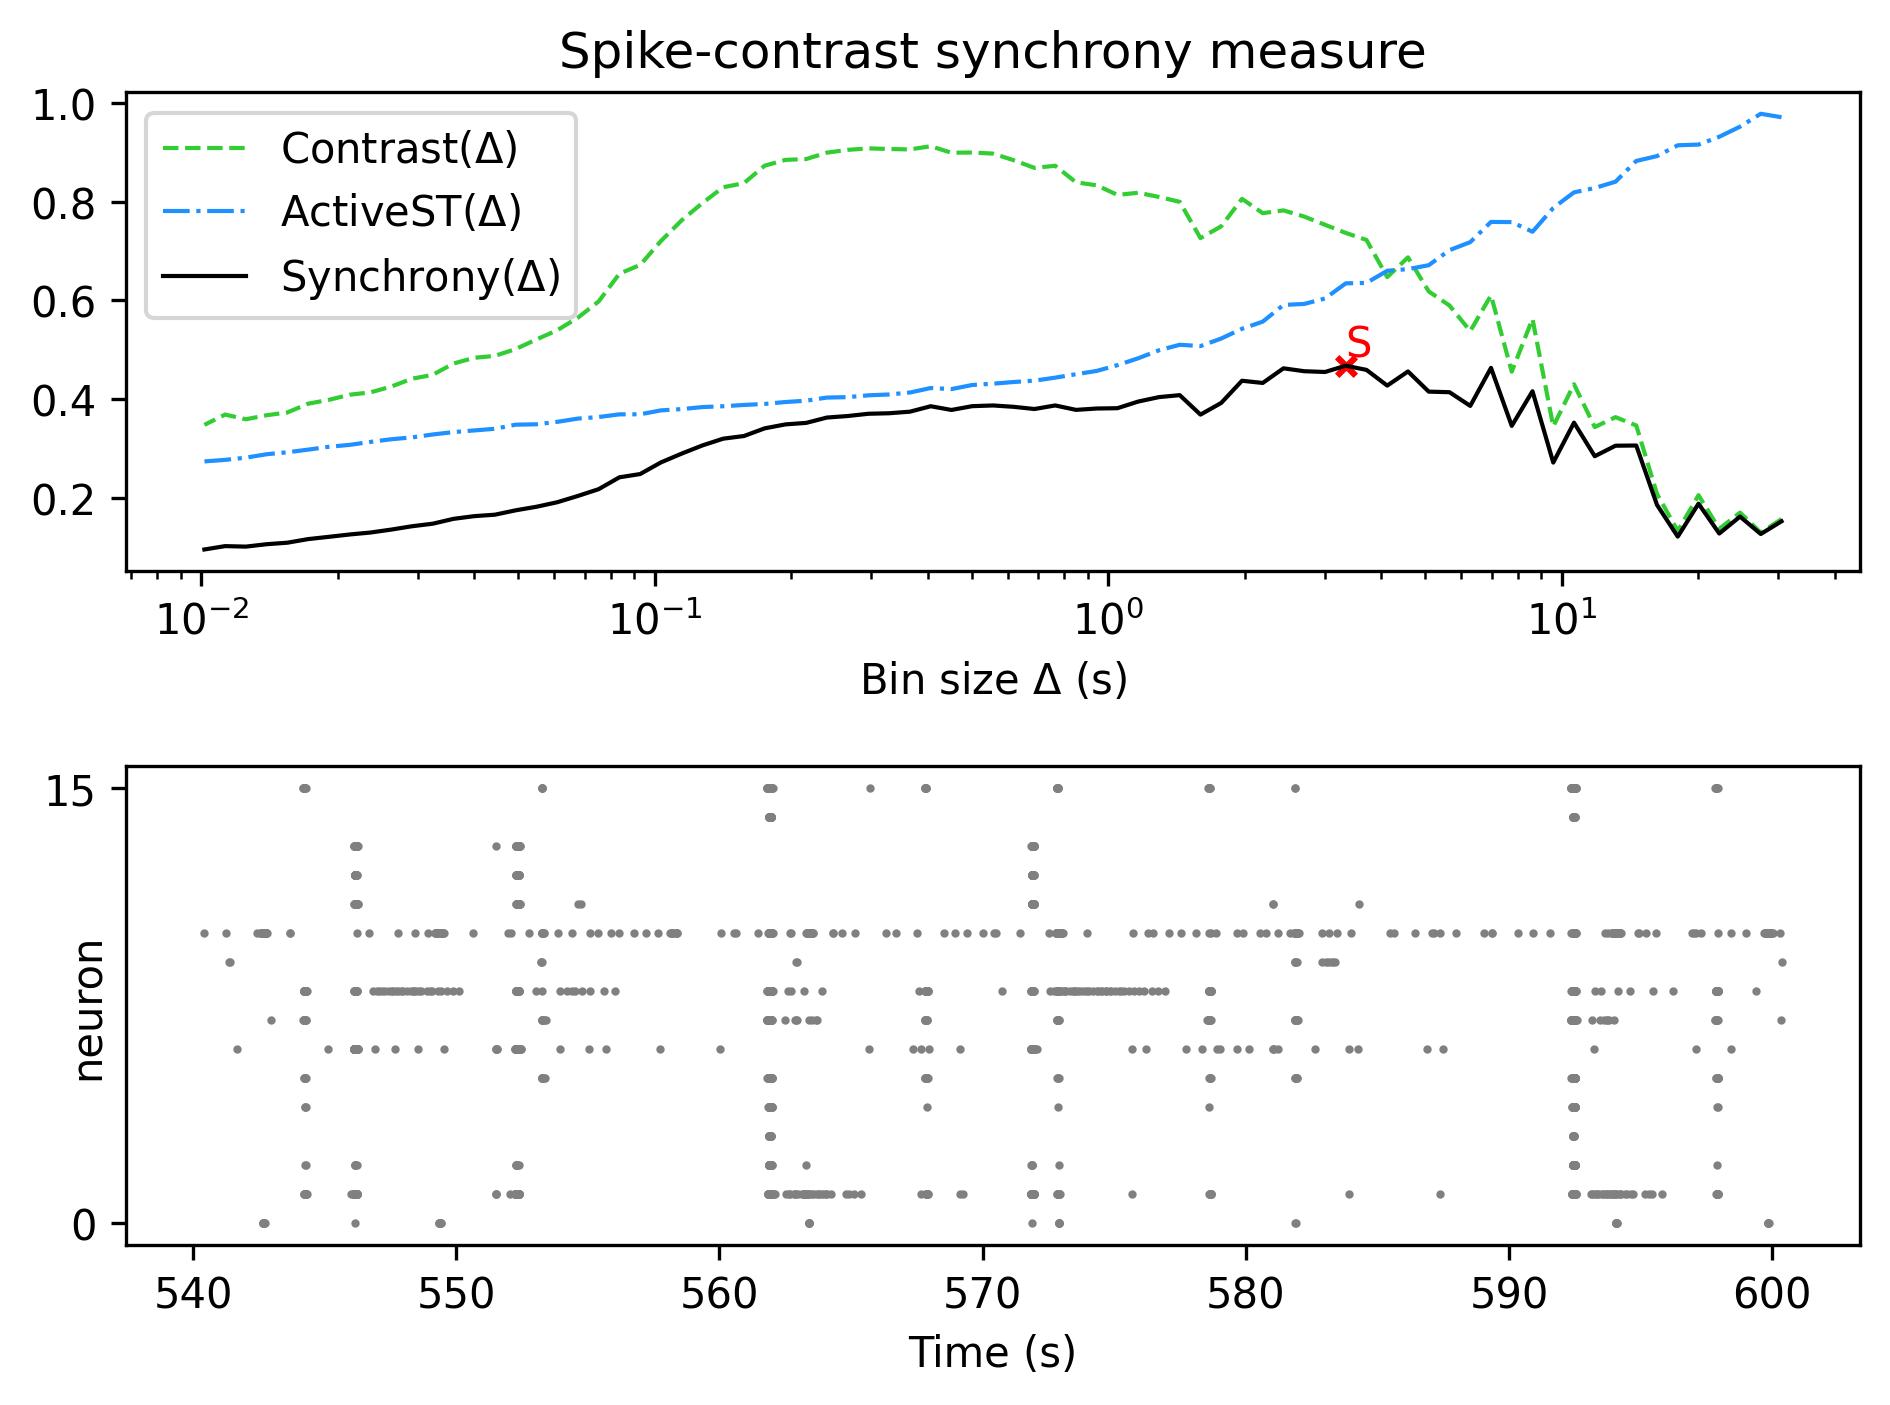 Spike-contrast synchrony measure
1.0
0.8
0.6
0.4
0.2
Contrast(Δ)
ActiveST(Δ)
Synchrony(Δ)
S
10⁻² 10⁻¹ 10⁰ 10¹
Bin size Δ (s)
15
0
neuron
540 550 560 570 580 590 600
Time (s)